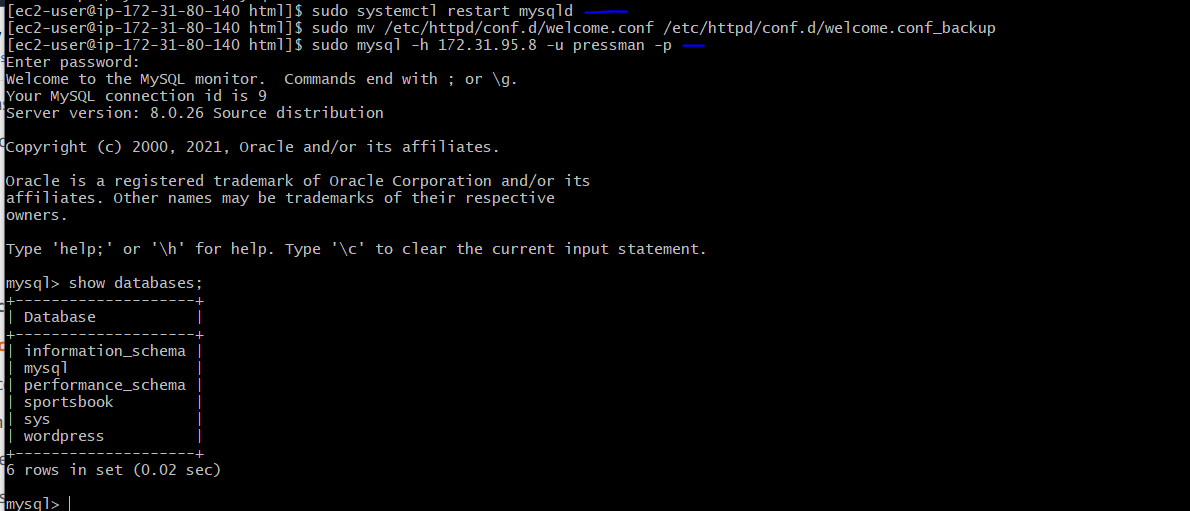 [ec2-user@ip-172-31-80-140 html]$ sudo systemctl restart mysqld
[ec2-user@ip-172-31-80-140 html]$ sudo mv /etc/httpd/conf.d/welcome.conf /etc/httpd/conf.d/welcome.conf_backup
[ec2-user@ip-172-31-80-140 html]$ sudo mysql -h 172.31.95.8 -u pressman -p
Enter password:
Welcome to the MySQL monitor.  Commands end with ; or \g.
Your MySQL connection id is 9
Server version: 8.0.26 Source distribution

Copyright (c) 2000, 2021, Oracle and/or its affiliates.

Oracle is a registered trademark of Oracle Corporation and/or its
affiliates. Other names may be trademarks of their respective
owners.

Type 'help;' or '\h' for help. Type '\c' to clear the current input statement.

mysql> show databases;
+--------------------+
| Database           |
+--------------------+
| information_schema |
| mysql              |
| performance_schema |
| sportsbook         |
| sys                |
| wordpress          |
+--------------------+
6 rows in set (0.02 sec)

mysql>